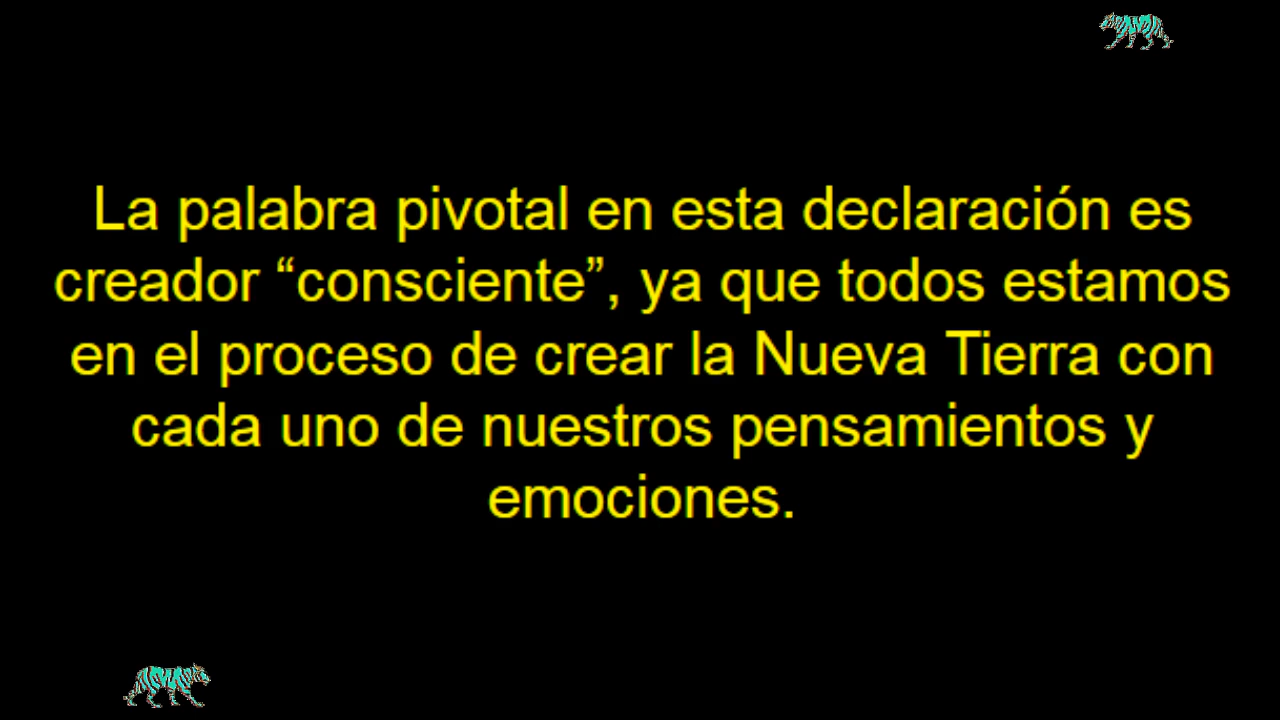 La palabra pivotal en esta declaración es
creador “consciente”, ya que todos estamos
en el proceso de crear la Nueva Tierra con
cada uno de nuestros pensamientos y
emociones.